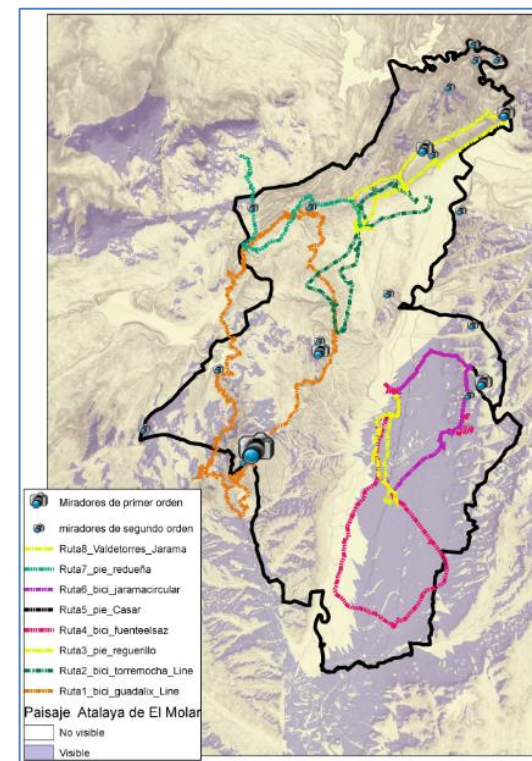 Miradores de primer orden
miradores de segundo orden
Ruta8_Valdetorres_Jarama
Ruta7_pie_redueña
Ruta6_bici_jaramacircular
Ruta5_pie_Casar
Ruta4_bici_fuenteelsaz
Ruta3_pie_reguerillo
Ruta2_bici_torremocha_Line
Ruta1_bici_guadalix_Line
Paisaje Atalaya de El Molar
No visible
Visible